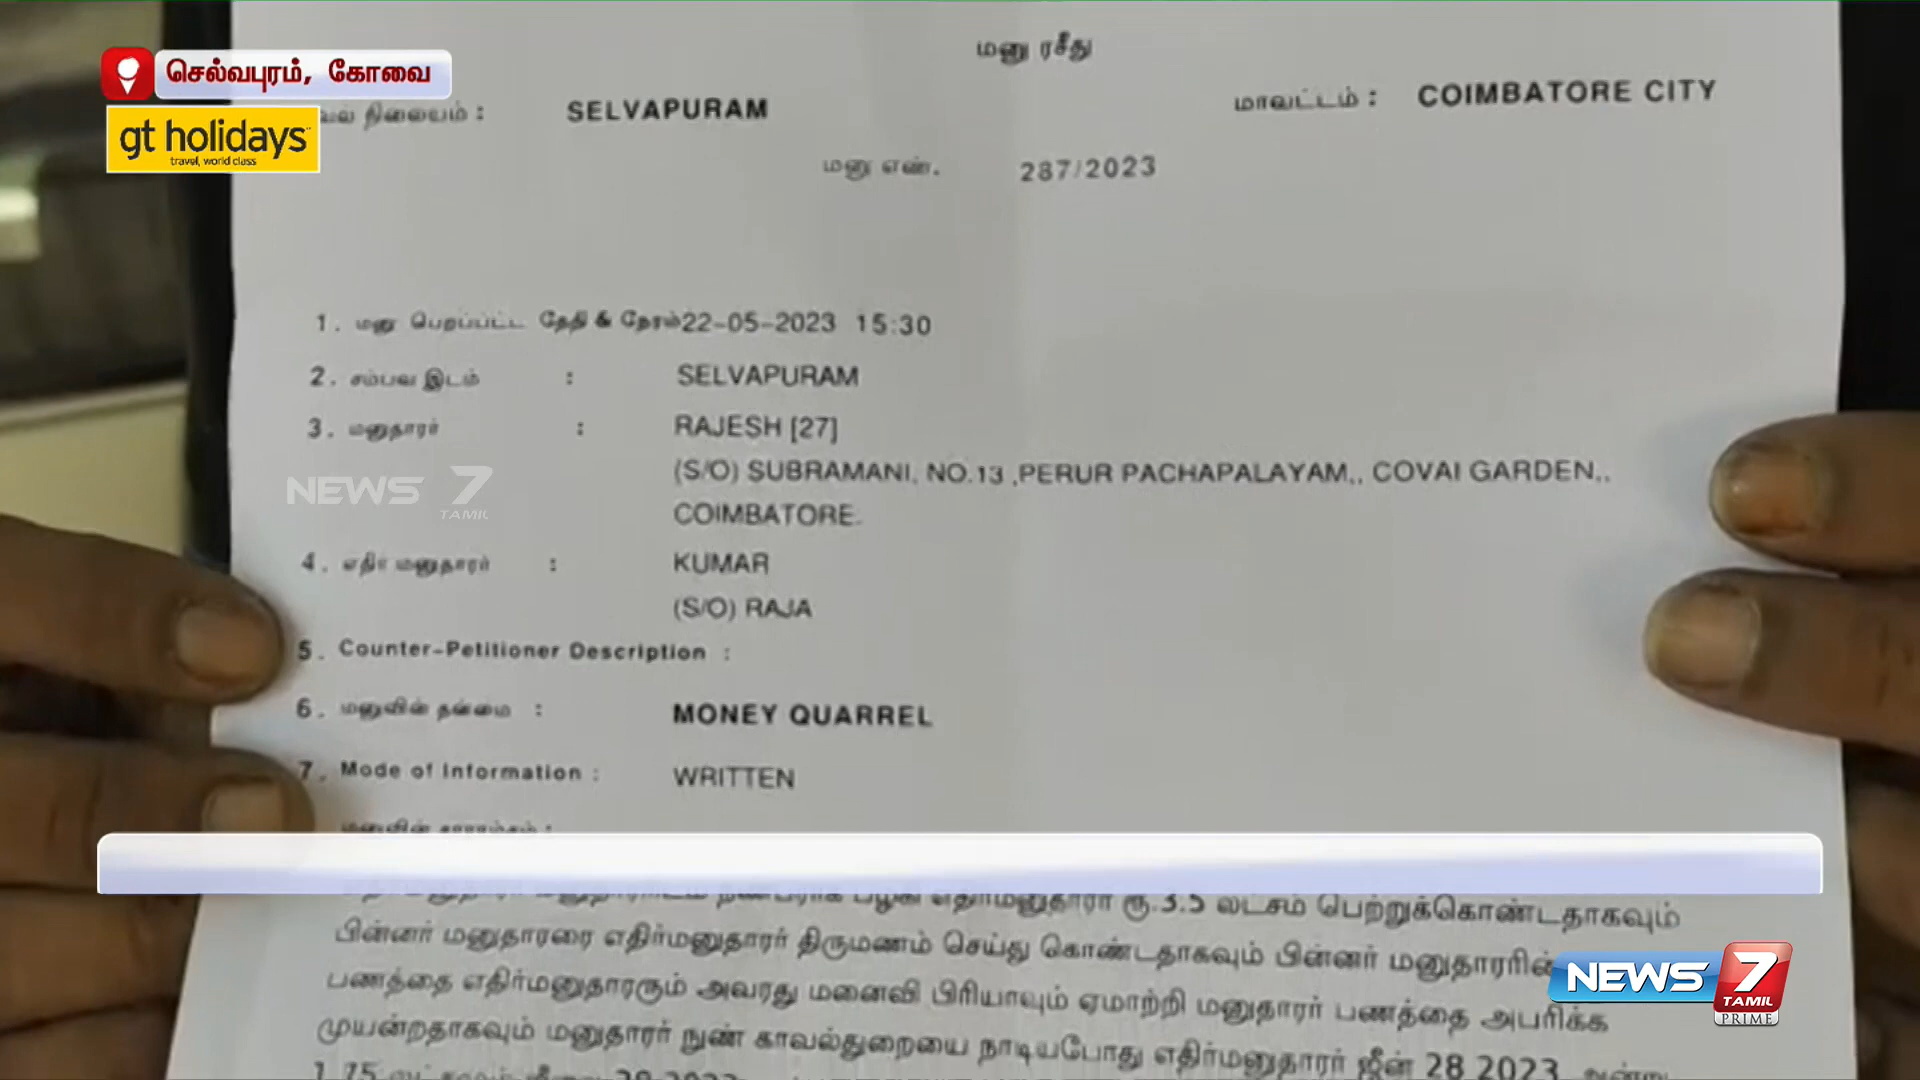 மனு ரசீது
செல்வபுரம், கோவை
நிலையம் : SELVAPURAM மாவட்டம் : COIMBATORE CITY
gt holidays
travel, world class
மனு எண். 287/2023
1. மனு பெறப்பட்ட தேதி & நேரம் 22-05-2023 15:30
2. சம்பவ இடம் : SELVAPURAM
3. மனுதாரர் : RAJESH [27]
(S/O) SUBRAMANI, NO.13 ,PERUR PACHAPALAYAM,, COVAI GARDEN,,
NEWS 7
TAMIL
COIMBATORE.
4. எதிர் மனுதாரர் : KUMAR
(S/O) RAJA
5. Counter-Petitioner Description :
6. மனுவின் தன்மை : MONEY QUARREL
7. Mode of Information : WRITTEN
ரூ.3.5 லட்சம் பெற்றுக்கொண்டதாகவும்
பின்னர் மனுதாரரை எதிர்மனுதாரர் திருமணம் செய்து கொண்டதாகவும் பின்னர் மனுதாரரின்
பணத்தை எதிர்மனுதாரரும் அவரது மனைவி பிரியாவும் ஏமாற்றி மனுதாரர் பணத்தை அபரிக்க
முயன்றதாகவும் மனுதாரர் நுண் காவல்துறையை நாடியபோது எதிர்மனுதாரர் ஜீன் 28 2023
NEWS 7
TAMIL
PRIME